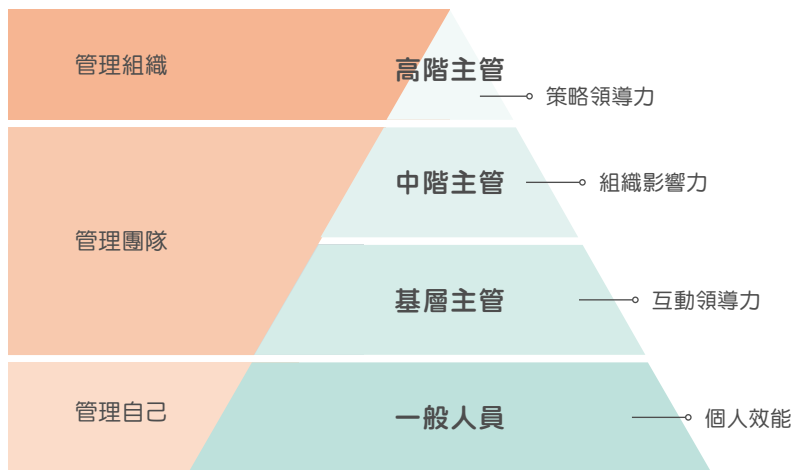 管理組織
高階主管
策略領導力
中階主管
組織影響力
管理團隊
基層主管
互動領導力
管理自己
一般人員
個人效能